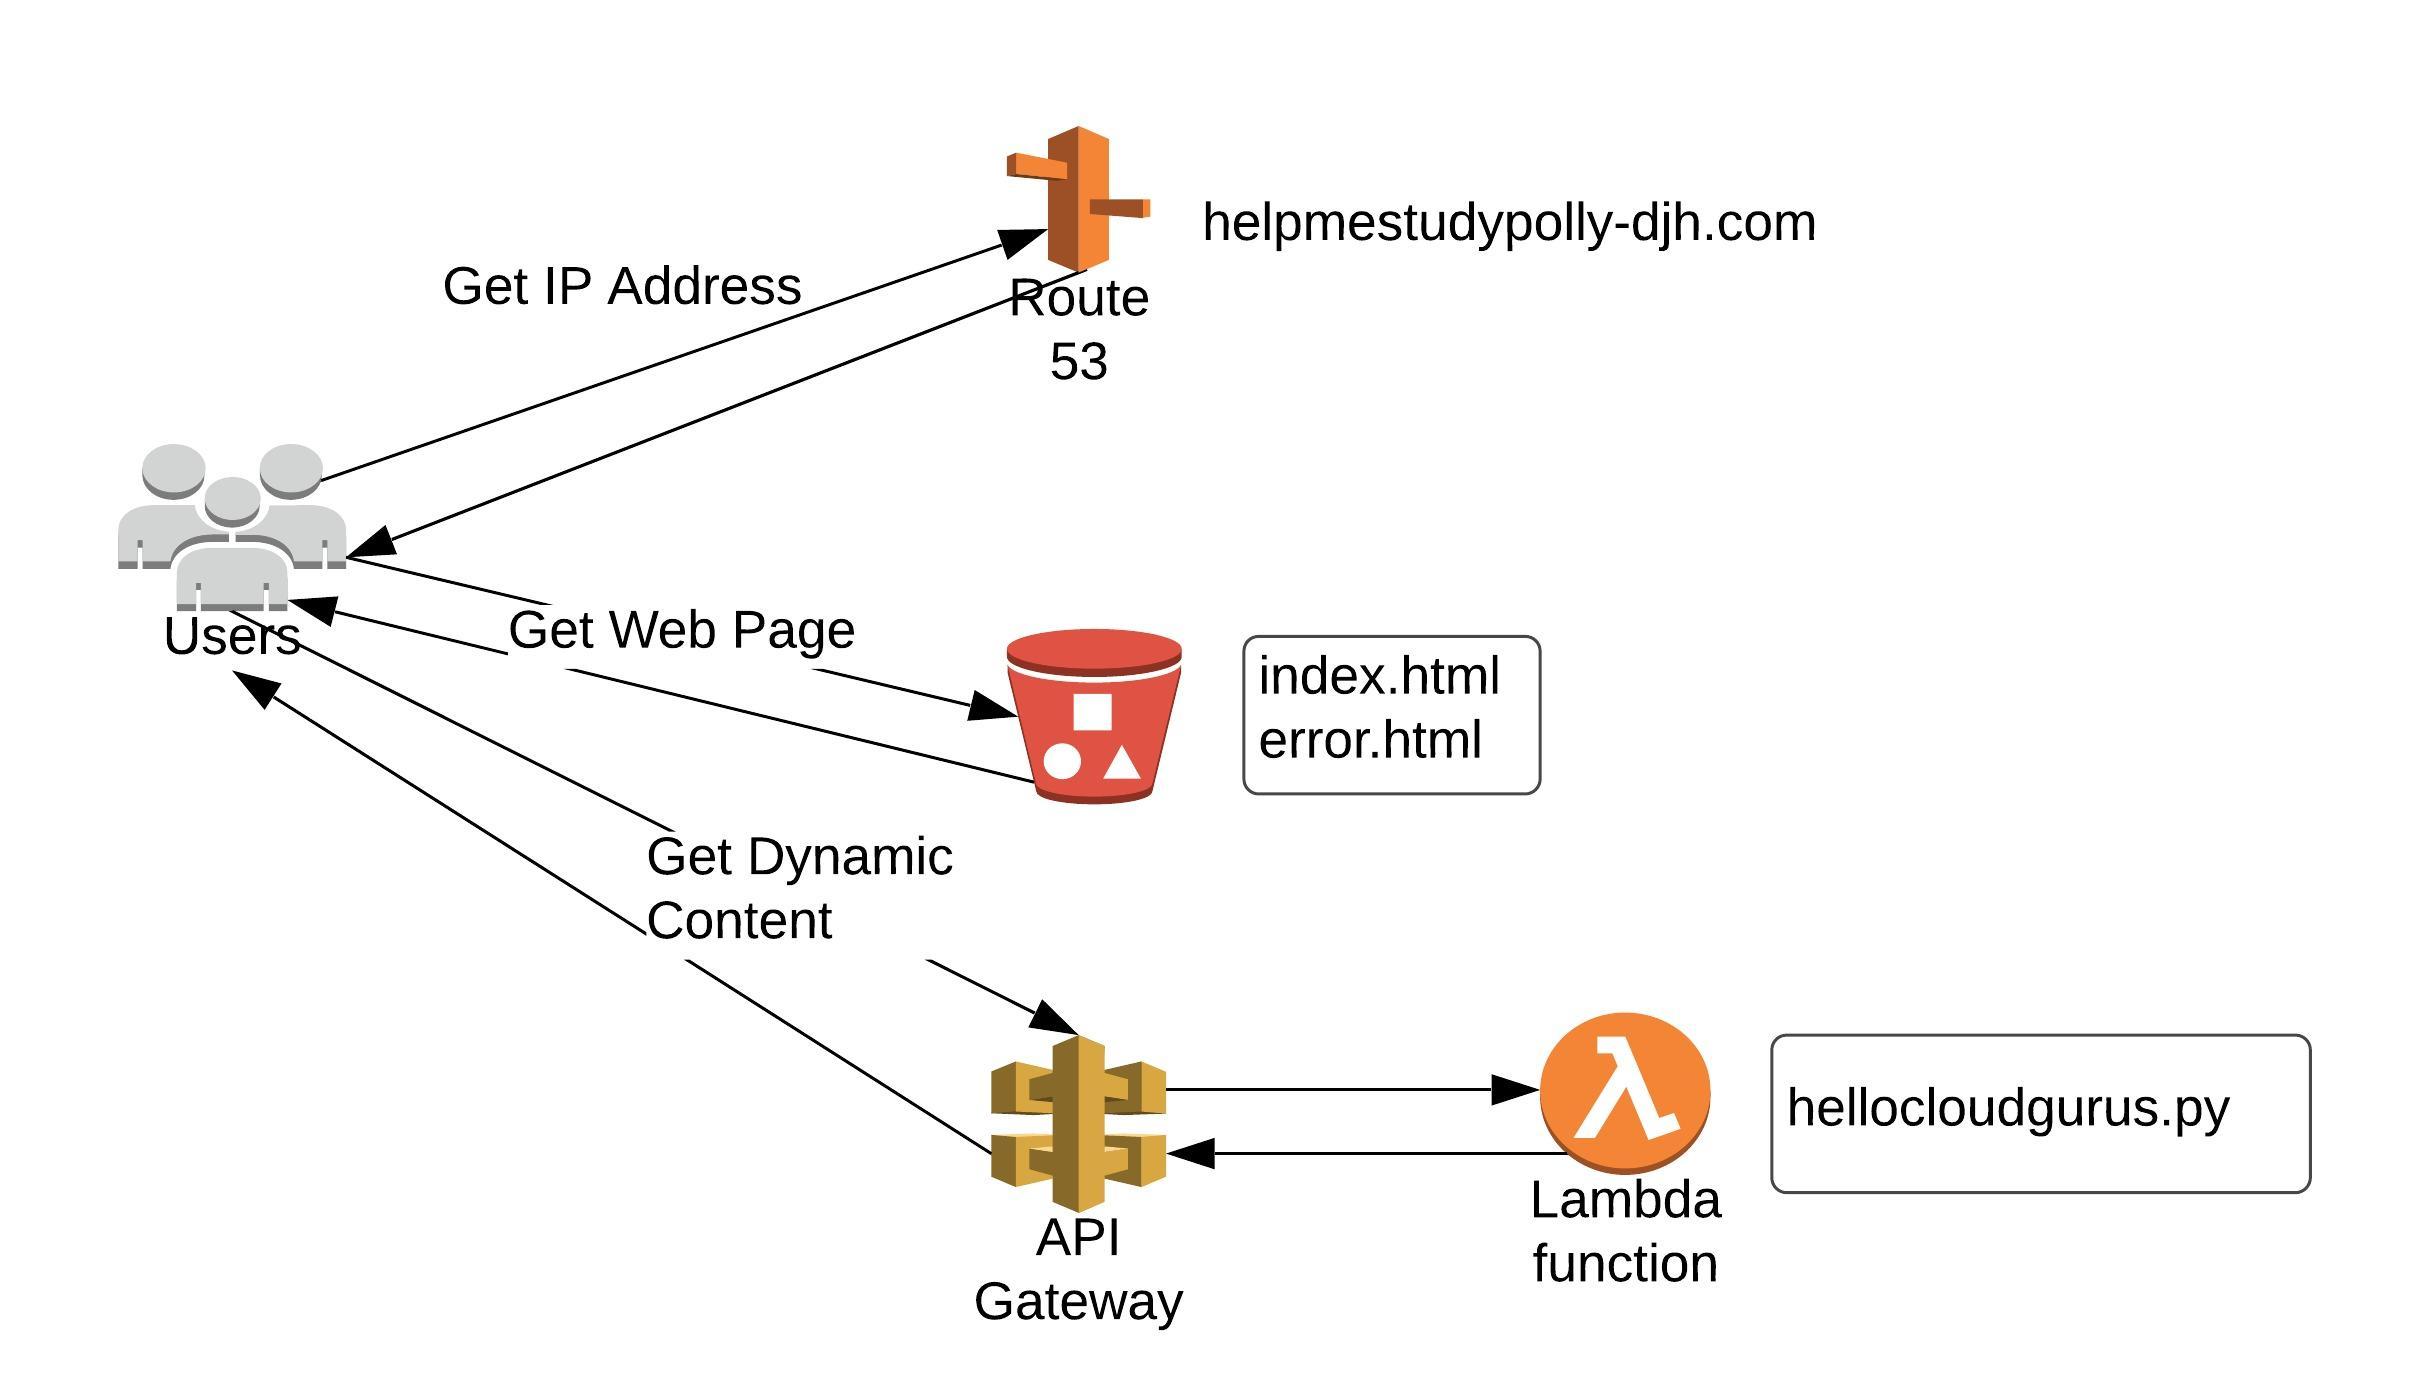 helpmestudypolly-djh.com
Get IP Address
Route
53
Users
Get Web Page
index.html
error.html
Get Dynamic
Content
hellocloudgurus.py
Lambda
function
API
Gateway